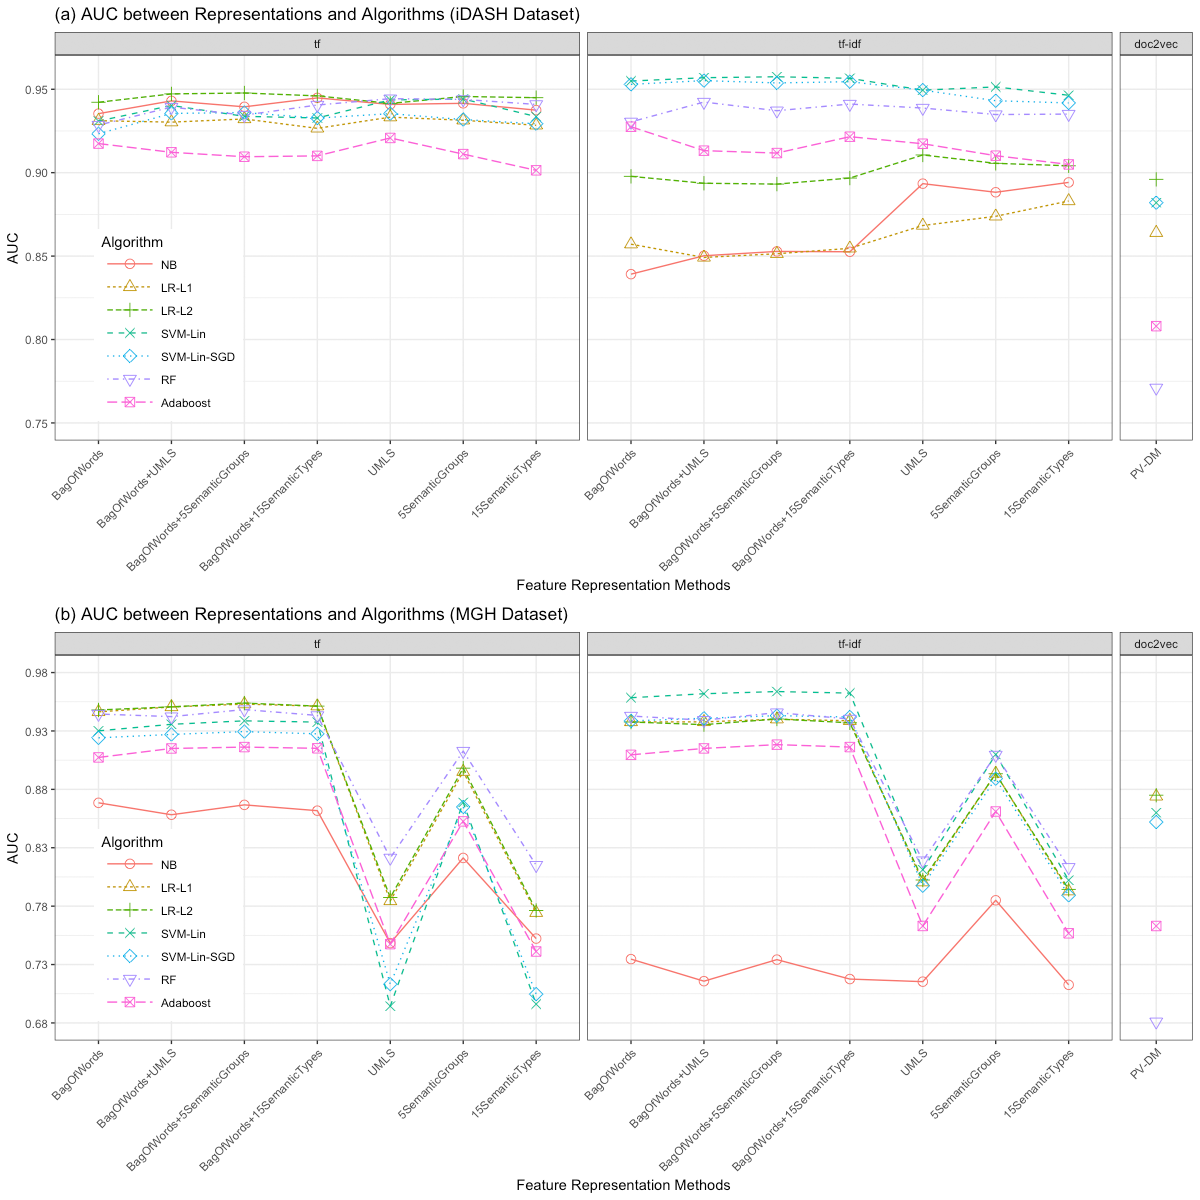 (a) AUC between Representations and Algorithms (iDASH Dataset)
tf
tf-idf
doc2vec
AUC
0.95
0.90
0.85
0.80
0.75
Algorithm
NB
LR-L1
LR-L2
SVM-Lin
SVM-Lin-SGD
RF
Adaboost
BagOfWords
BagOfWords+UMLS
BagOfWords+5SemanticGroups
BagOfWords+15SemanticTypes
UMLS
5SemanticGroups
15SemanticTypes
BagOfWords
BagOfWords+UMLS
BagOfWords+5SemanticGroups
BagOfWords+15SemanticTypes
UMLS
5SemanticGroups
15SemanticTypes
PV-DM
Feature Representation Methods
(b) AUC between Representations and Algorithms (MGH Dataset)
tf
tf-idf
doc2vec
AUC
0.98
0.93
0.88
0.83
0.78
0.73
0.68
Algorithm
NB
LR-L1
LR-L2
SVM-Lin
SVM-Lin-SGD
RF
Adaboost
BagOfWords
BagOfWords+UMLS
BagOfWords+5SemanticGroups
BagOfWords+15SemanticTypes
UMLS
5SemanticGroups
15SemanticTypes
BagOfWords
BagOfWords+UMLS
BagOfWords+5SemanticGroups
BagOfWords+15SemanticTypes
UMLS
5SemanticGroups
15SemanticTypes
PV-DM
Feature Representation Methods